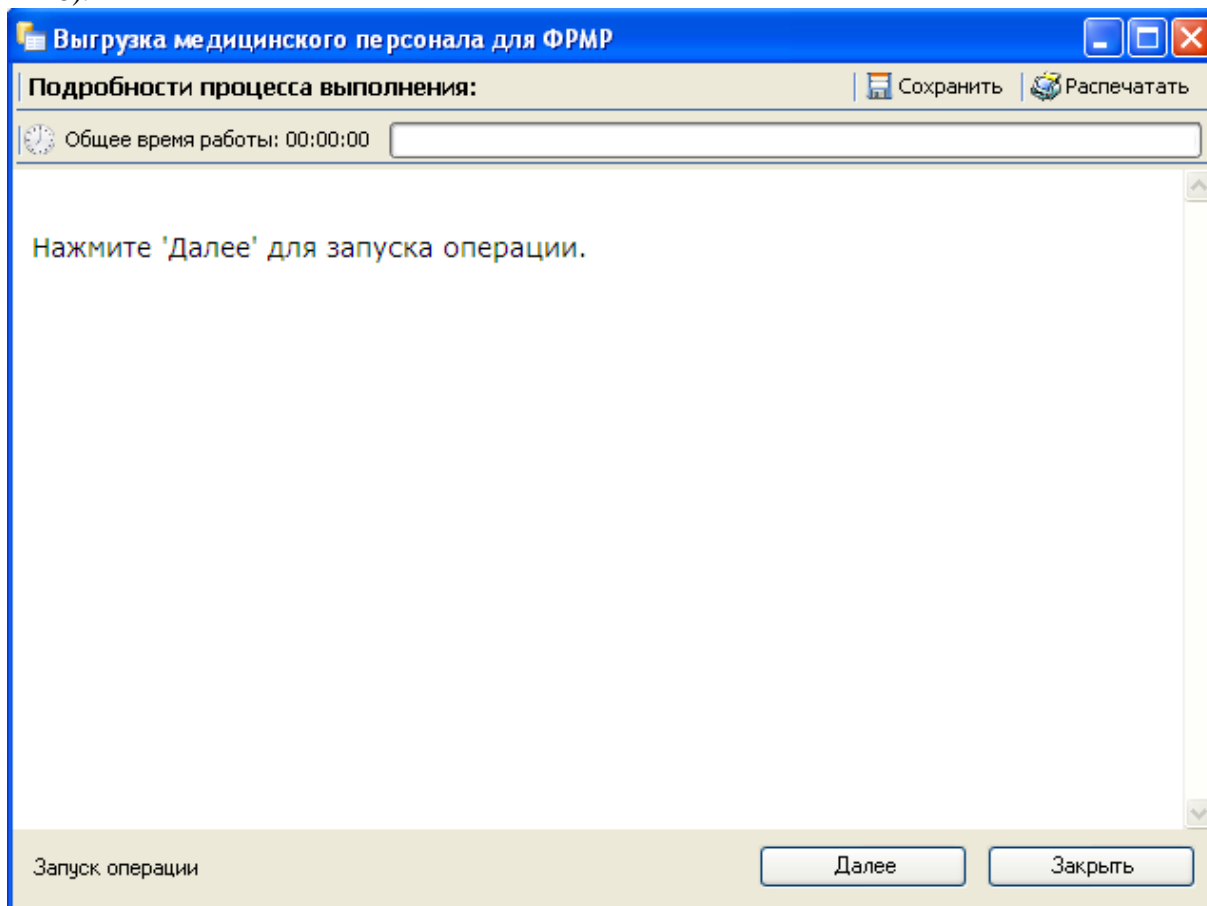 Выгрузка медицинского персонала для ФРМР
Подробности процесса выполнения: Сохранить Распечатать
Общее время работы: 00:00:00
Нажмите 'Далее' для запуска операции.
Запуск операции Далее Закрыть